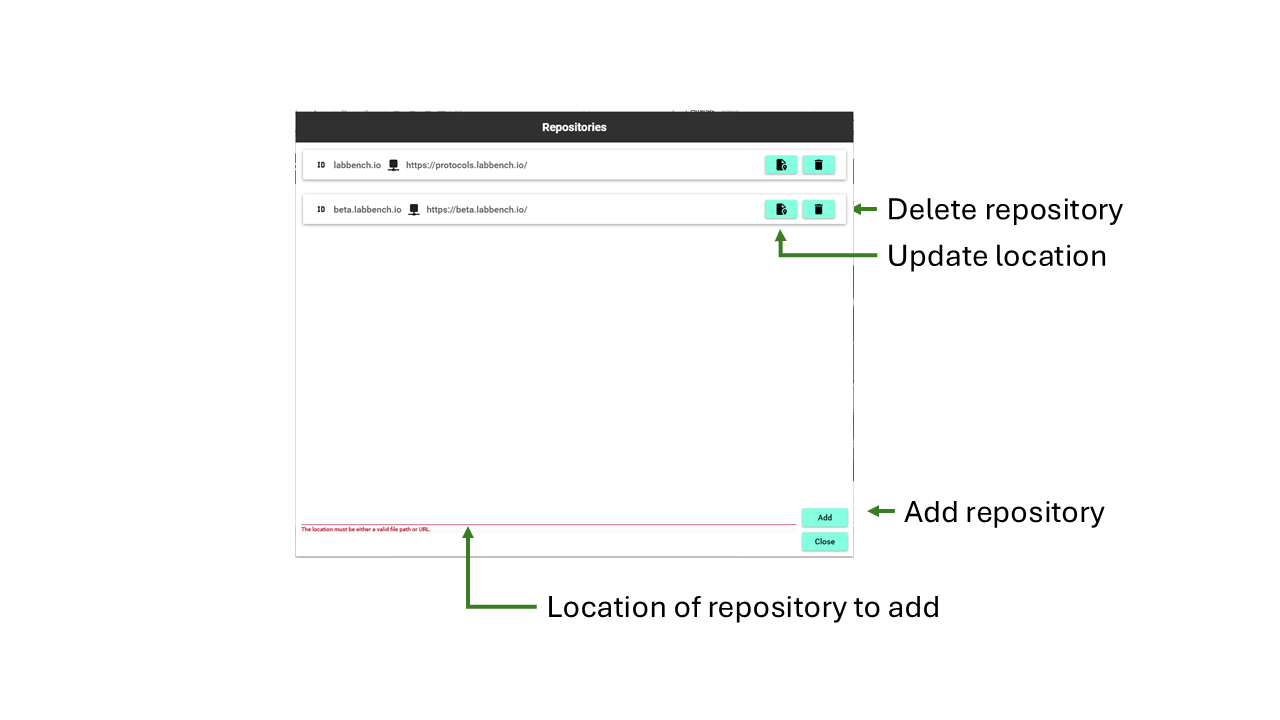 Repositories
ID labbench.io https://protocols.labbench.io/
ID beta.labbench.io https://beta.labbench.io/
Delete repository
Update location
Add repository
Add
The location must be either a valid file path or URL.
Close
Location of repository to add